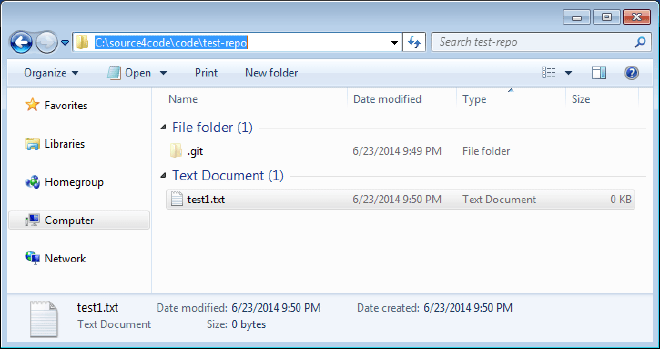 C:\source4code\code\test-repo
Search test-repo
Organize Open Print New folder
Name Date modified Type Size
Favorites
File folder (1)
.git 6/23/2014 9:49 PM File folder
Libraries
Text Document (1)
Homegroup
test1.txt 6/23/2014 9:50 PM Text Document 0 KB
Computer
Network
test1.txt Date modified: 6/23/2014 9:50 PM Date created: 6/23/2014 9:50 PM
Text Document Size: 0 bytes